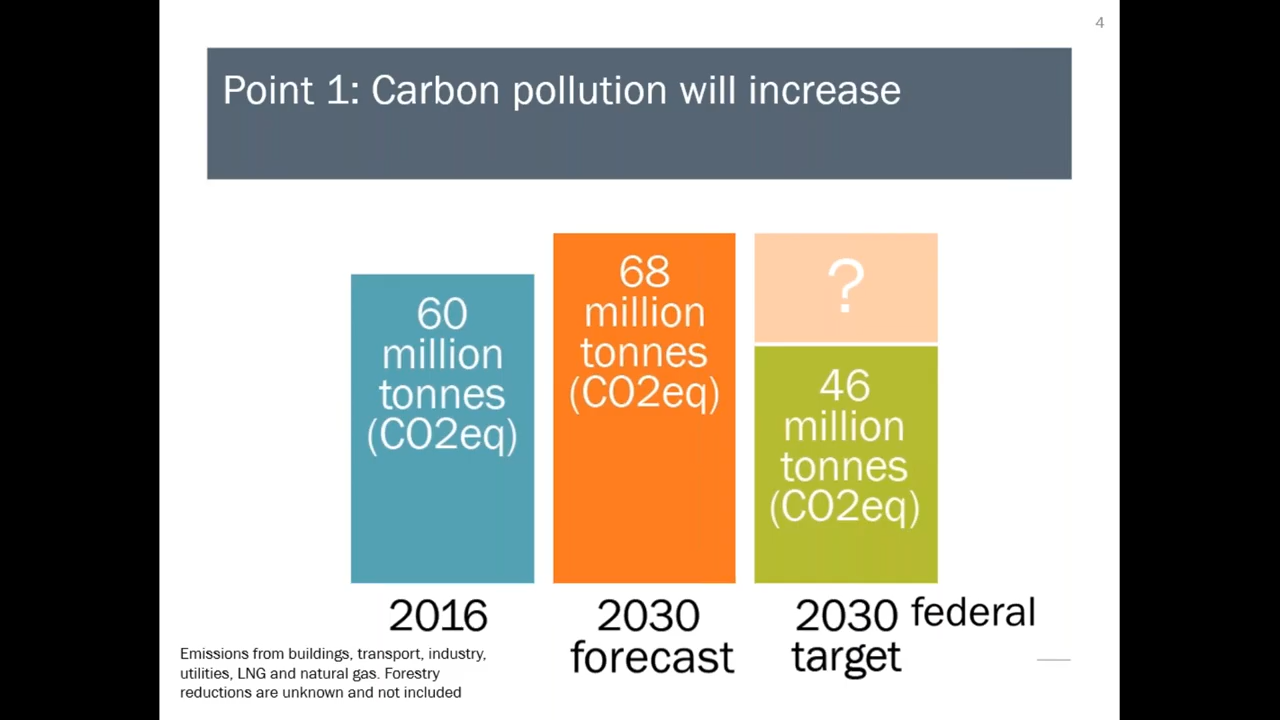 4
Point 1: Carbon pollution will increase
60
million
tonnes
(CO2eq)
68
million
tonnes
(CO2eq)
?
46
million
tonnes
(CO2eq)
2016
2030
forecast
2030 federal
target
Emissions from buildings, transport, industry,
utilities, LNG and natural gas. Forestry
reductions are unknown and not included